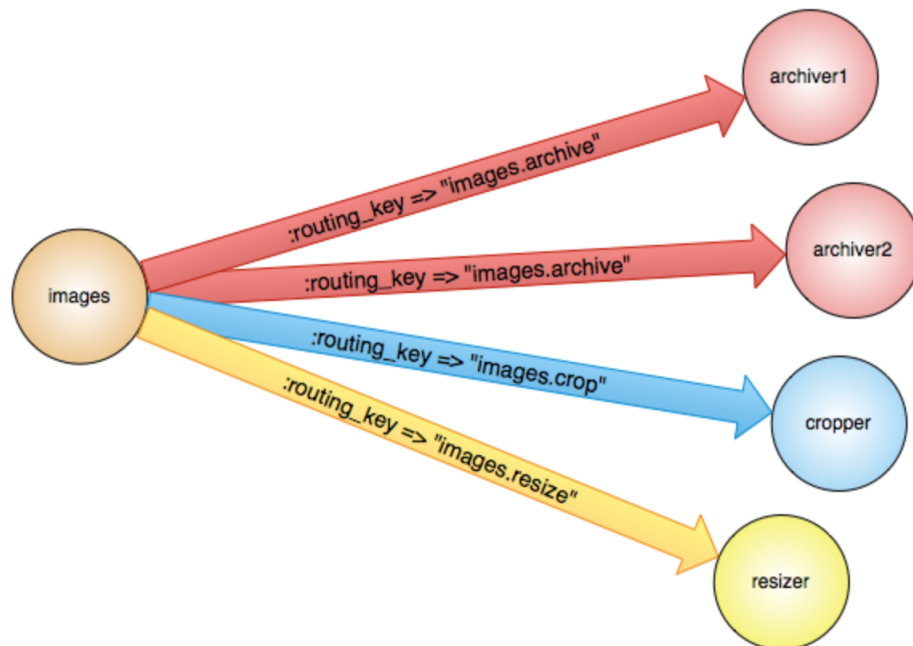 archiver1
:routing_key => "images.archive"
archiver2
:routing_key => "images.archive"
images
:routing_key => "images.crop"
cropper
:routing_key => "images.resize"
resizer